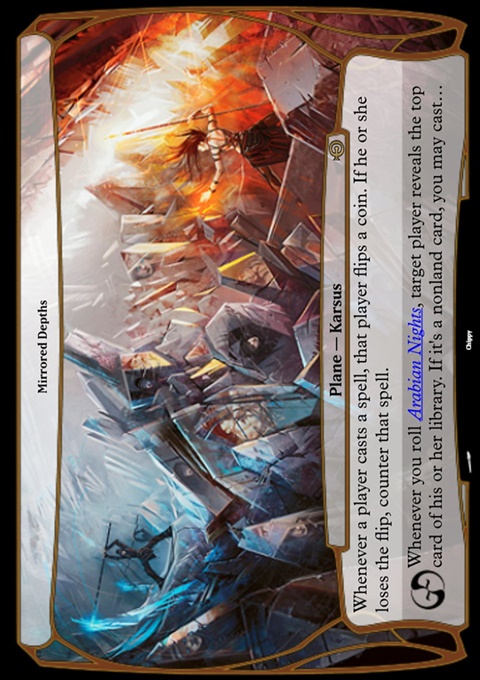 Mirrored Depths
Plane — Karsus
Whenever a player casts a spell, that player flips a coin. If he or she
loses the flip, counter that spell.
Whenever you roll Arabian Nights, target player reveals the top
card of his or her library. If it's a nonland card, you may cast…
Chippy